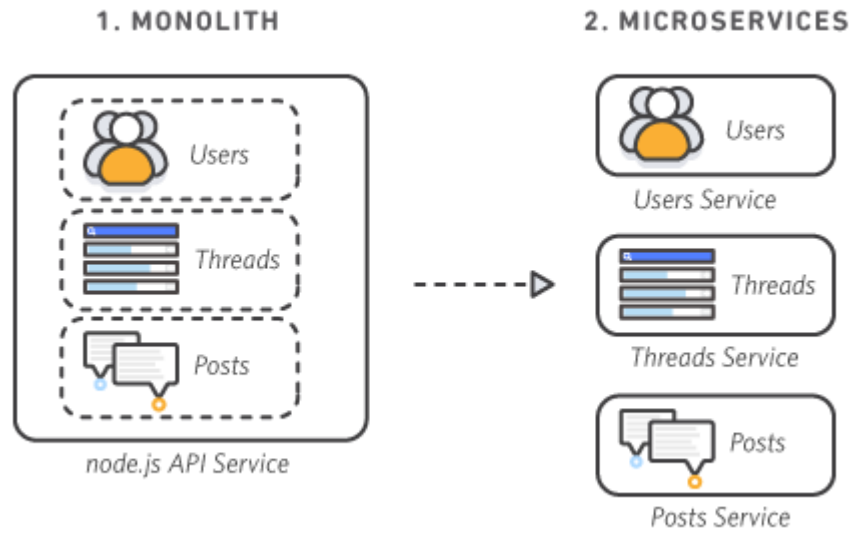 1. MONOLITH
Users
Threads
Posts
node.js API Service
2. MICROSERVICES
Users
Users Service
Threads
Threads Service
Posts
Posts Service